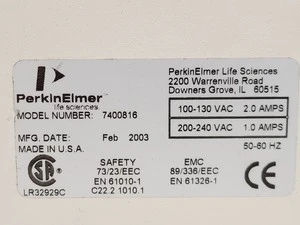 PerkinElmer Life Sciences
2200 Warrenville Road
Downers Grove, IL 60515
PerkinElmer
life sciences.
MODEL NUMBER: 7400816
100-130 VAC 2.0 AMPS
200-240 VAC 1.0 AMPS
50-60 HZ
MFG. DATE: Feb 2003
MADE IN U.S.A.
SAFETY
73/23/EEC
EN 61010-1
C22.2 1010.1
EMC
89/336/EEC
EN 61326-1
LR32929C